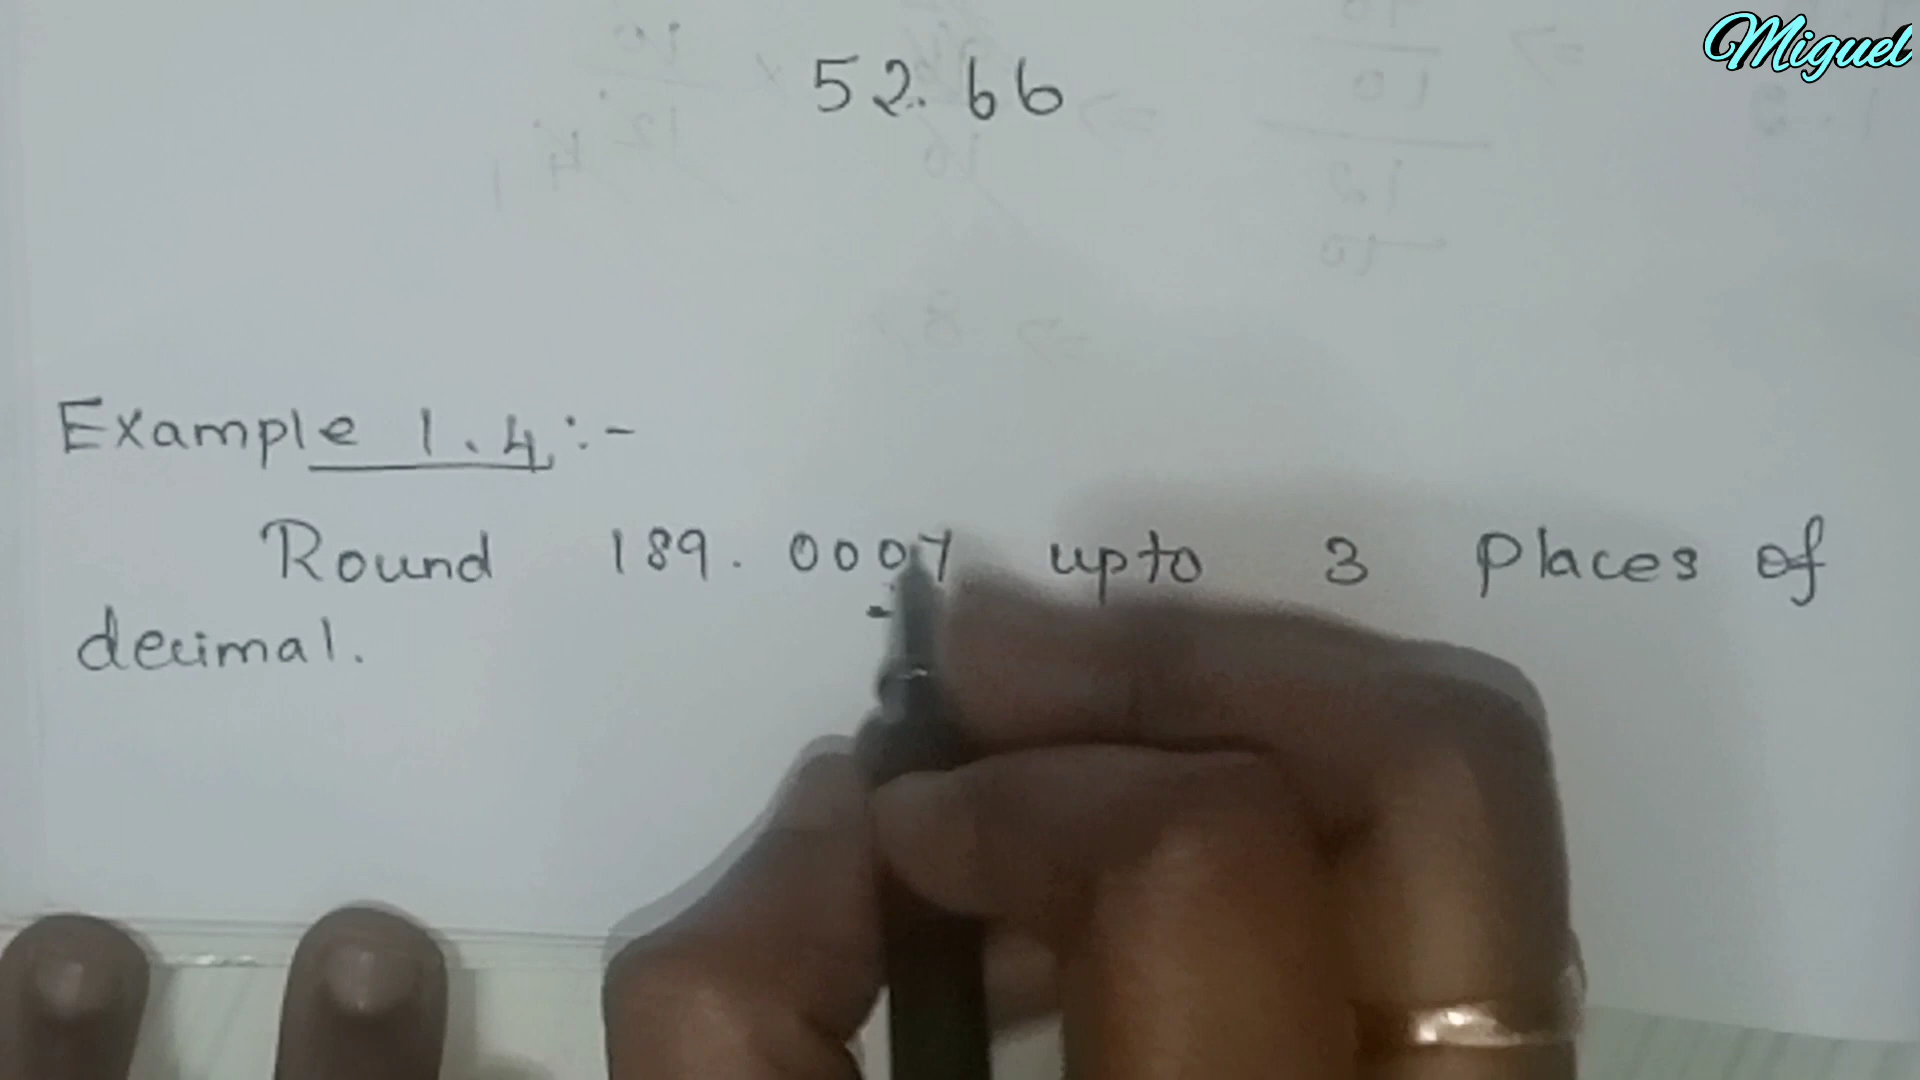 Miguel
52.66
Example 1.4:-
Round 189.0007 upto 3 Places of
decimal.